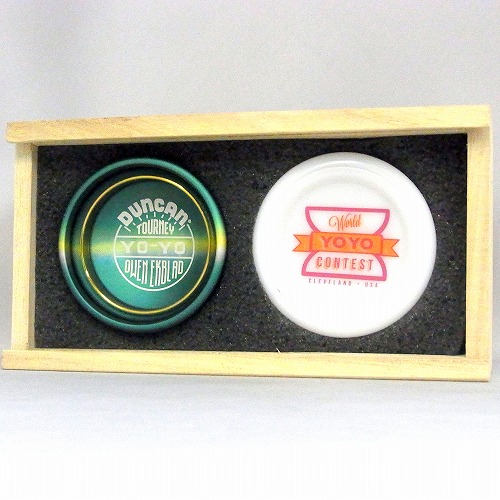 DUNCAN
TOURNEY
YO-YO
OWEN EKBLAD
World
YOYO
CONTEST
CLEVELAND • USA